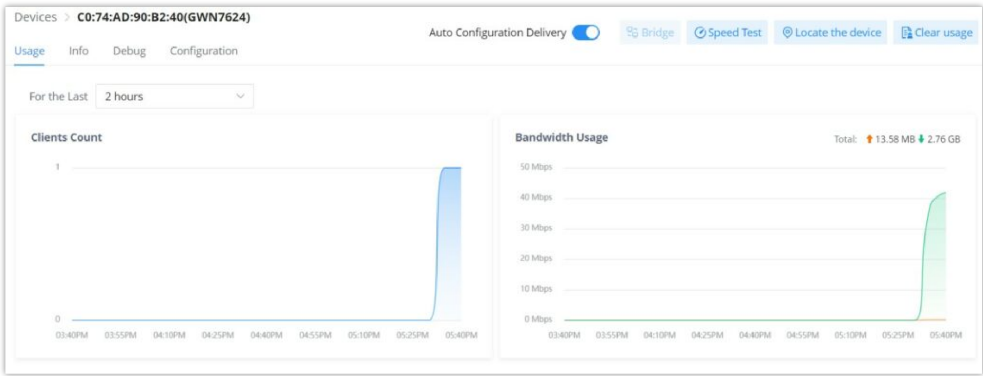 Devices > C0:74:AD:90:B2:40(GWN7624)
Auto Configuration Delivery Bridge Speed Test Locate the device Clear usage
Usage Info Debug Configuration
For the Last 2 hours
Clients Count
1
0
03:40PM 03:55PM 04:10PM 04:25PM 04:40PM 04:55PM 05:10PM 05:25PM 05:40PM
Bandwidth Usage Total: 13.58 MB 2.76 GB
50 Mbps
40 Mbps
30 Mbps
20 Mbps
10 Mbps
0 Mbps
03:40PM 03:55PM 04:10PM 04:25PM 04:40PM 04:55PM 05:10PM 05:25PM 05:40PM